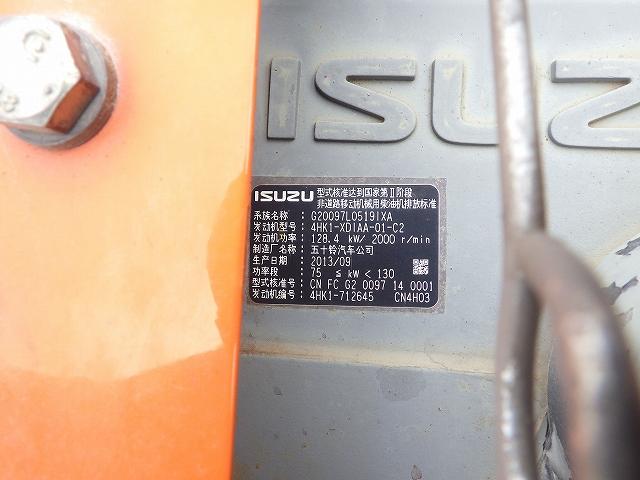 8.2
ISUZU
ISUZU 型式核准达到国家第Ⅱ阶段
非道路移动机械用柴油机排放标准
系族名称 : G20097L0519IXA
发动机型号: 4HK1-XDIAA-01-C2
发动机功率: 128.4 kW/ 2000 r/min
制造厂名称: 五十铃汽车公司
生产日期 : 2013/09
功率段 : 75 ≦ kW < 130
型式核准号: CN FC G2 0097 14 0001
发动机编号: 4HK1-712645 CN4H03